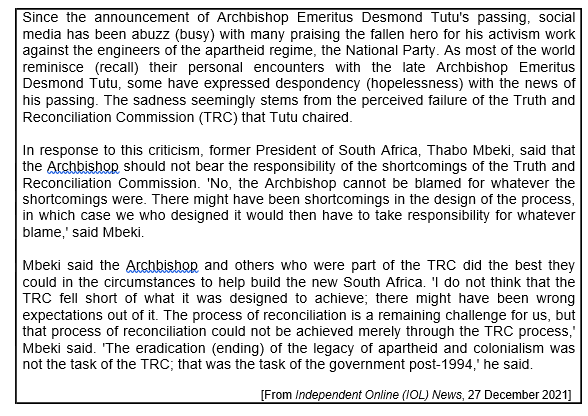 Since the announcement of Archbishop Emeritus Desmond Tutu's passing, social
media has been abuzz (busy) with many praising the fallen hero for his activism work
against the engineers of the apartheid regime, the National Party. As most of the world
reminisce (recall) their personal encounters with the late Archbishop Emeritus
Desmond Tutu, some have expressed despondency (hopelessness) with the news of
his passing. The sadness seemingly stems from the perceived failure of the Truth and
Reconciliation Commission (TRC) that Tutu chaired.
In response to this criticism, former President of South Africa, Thabo Mbeki, said that
the Archbishop should not bear the responsibility of the shortcomings of the Truth and
Reconciliation Commission. 'No, the Archbishop cannot be blamed for whatever the
shortcomings were. There might have been shortcomings in the design of the process,
in which case we who designed it would then have to take responsibility for whatever
blame,' said Mbeki.
Mbeki said the Archbishop and others who were part of the TRC did the best they
could in the circumstances to help build the new South Africa. 'I do not think that the
TRC fell short of what it was designed to achieve; there might have been wrong
expectations out of it. The process of reconciliation is a remaining challenge for us, but
that process of reconciliation could not be achieved merely through the TRC process,'
Mbeki said. 'The eradication (ending) of the legacy of apartheid and colonialism was
not the task of the TRC; that was the task of the government post-1994,' he said.
[From Independent Online (IOL) News, 27 December 2021]